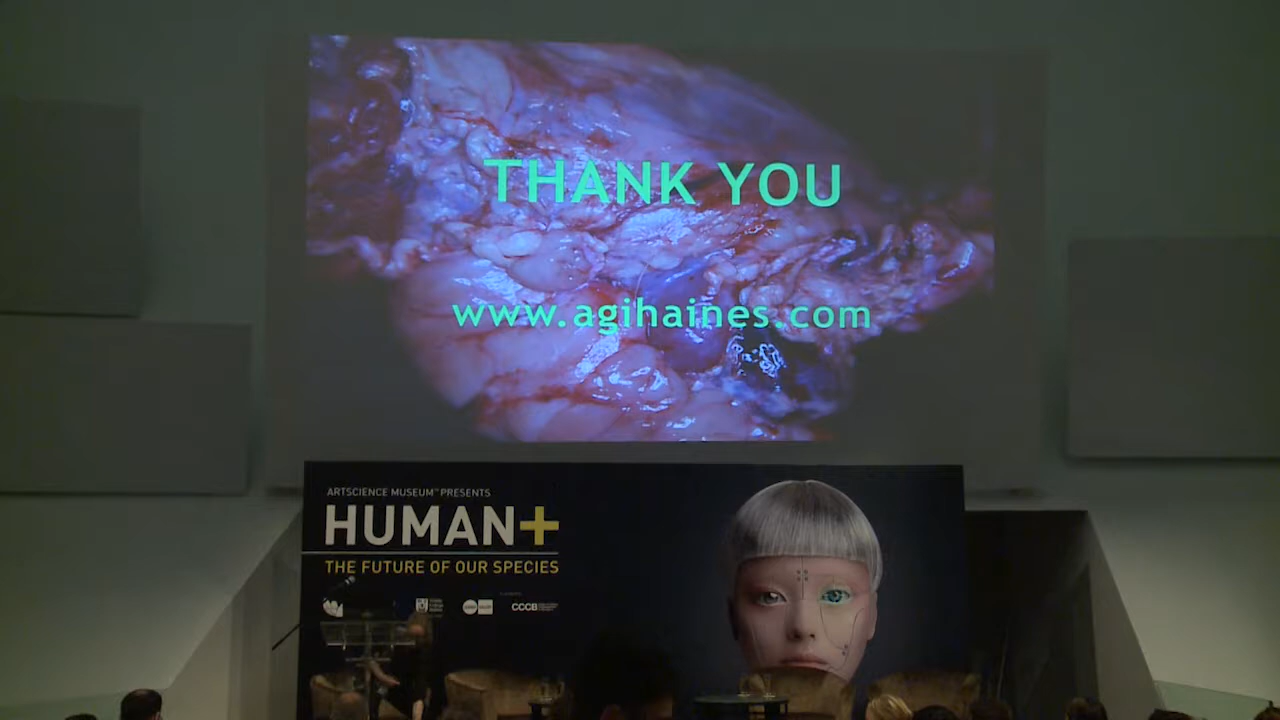 THANK YOU
www.agihaines.com
ARTSCIENCE MUSEUM™ PRESENTS
HUMAN+
THE FUTURE OF OUR SPECIES
CCCB